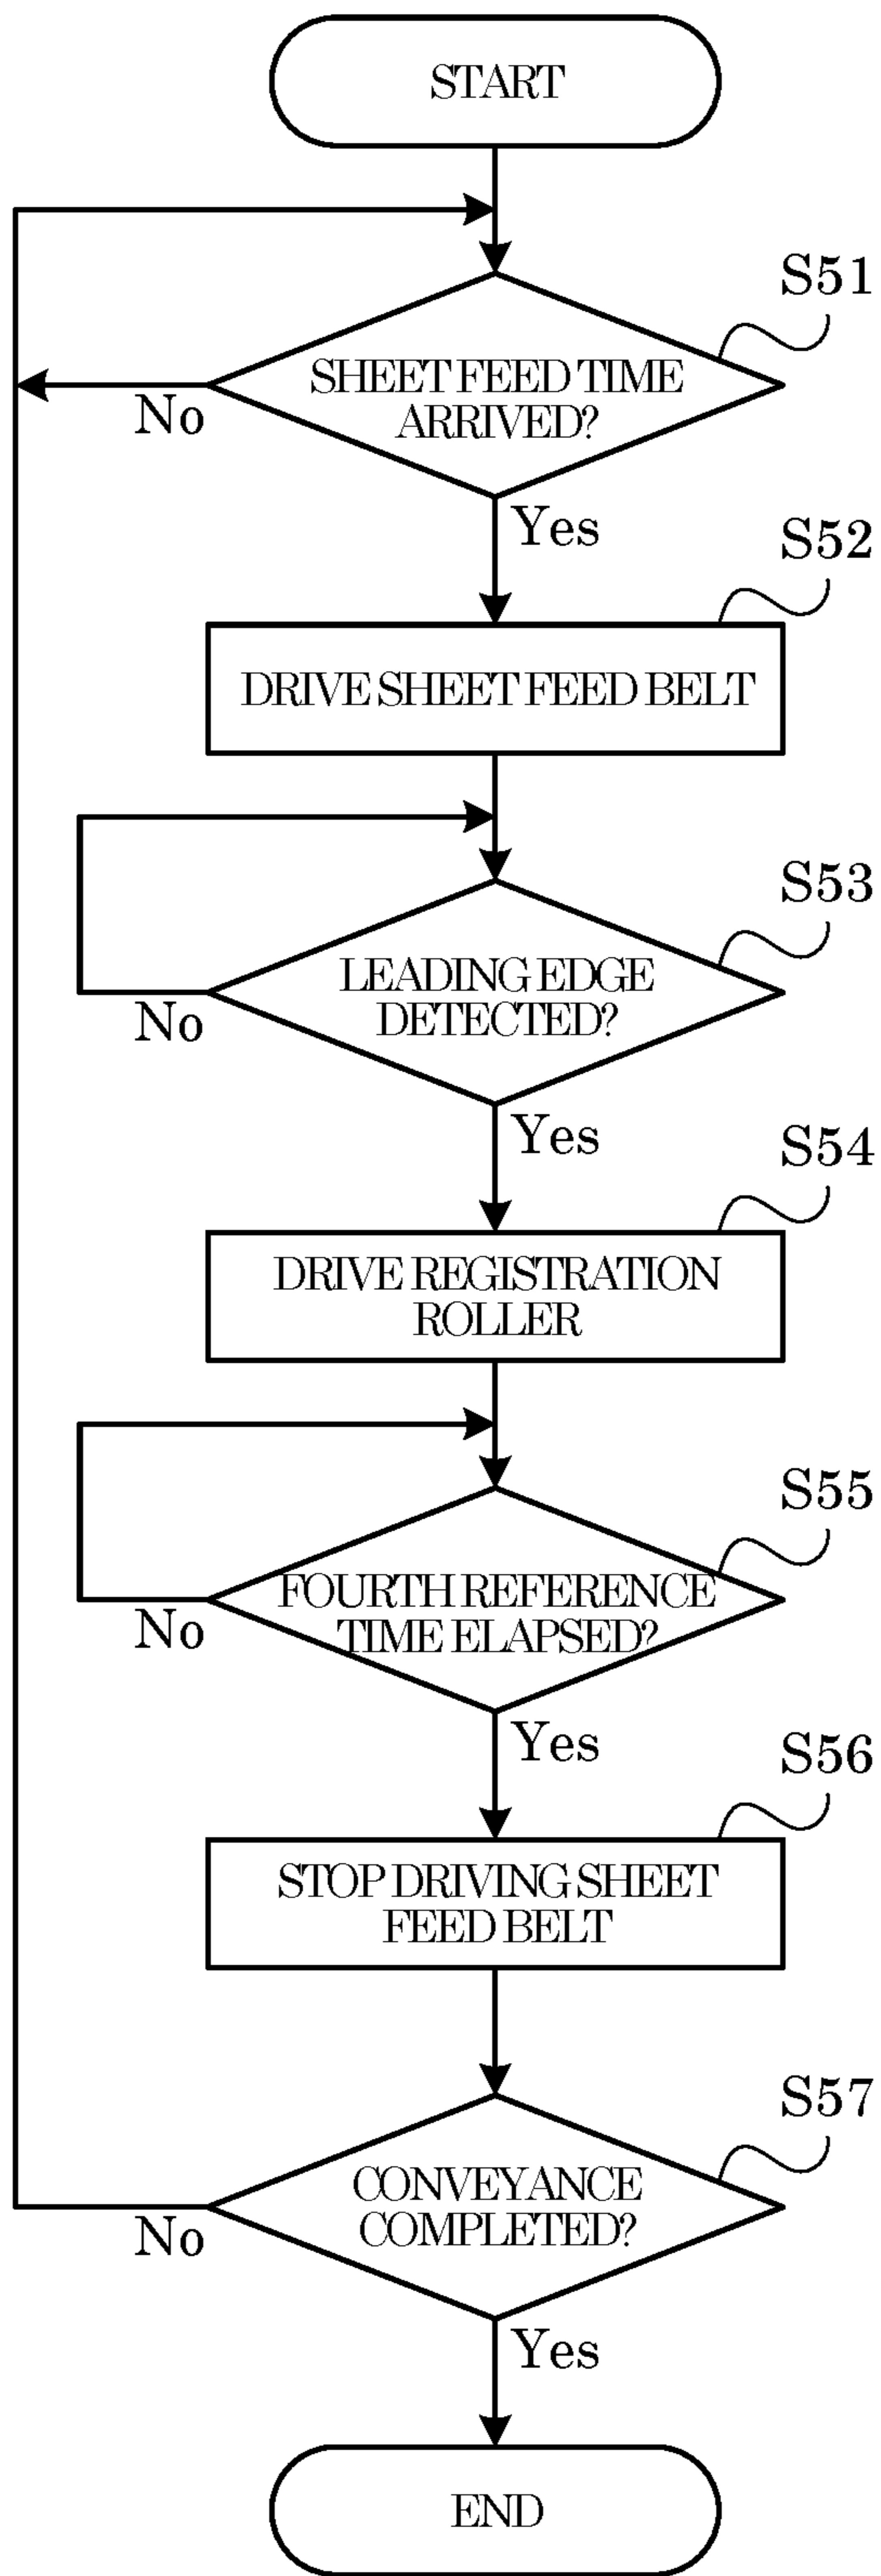 START
S51
SHEET FEED TIME
ARRIVED?
No
Yes
S52
DRIVE SHEET FEED BELT
S53
LEADING EDGE
DETECTED?
No
Yes
S54
DRIVE REGISTRATION
ROLLER
S55
FOURTH REFERENCE
TIME ELAPSED?
No
Yes
S56
STOP DRIVING SHEET
FEED BELT
S57
CONVEYANCE
COMPLETED?
No
Yes
END